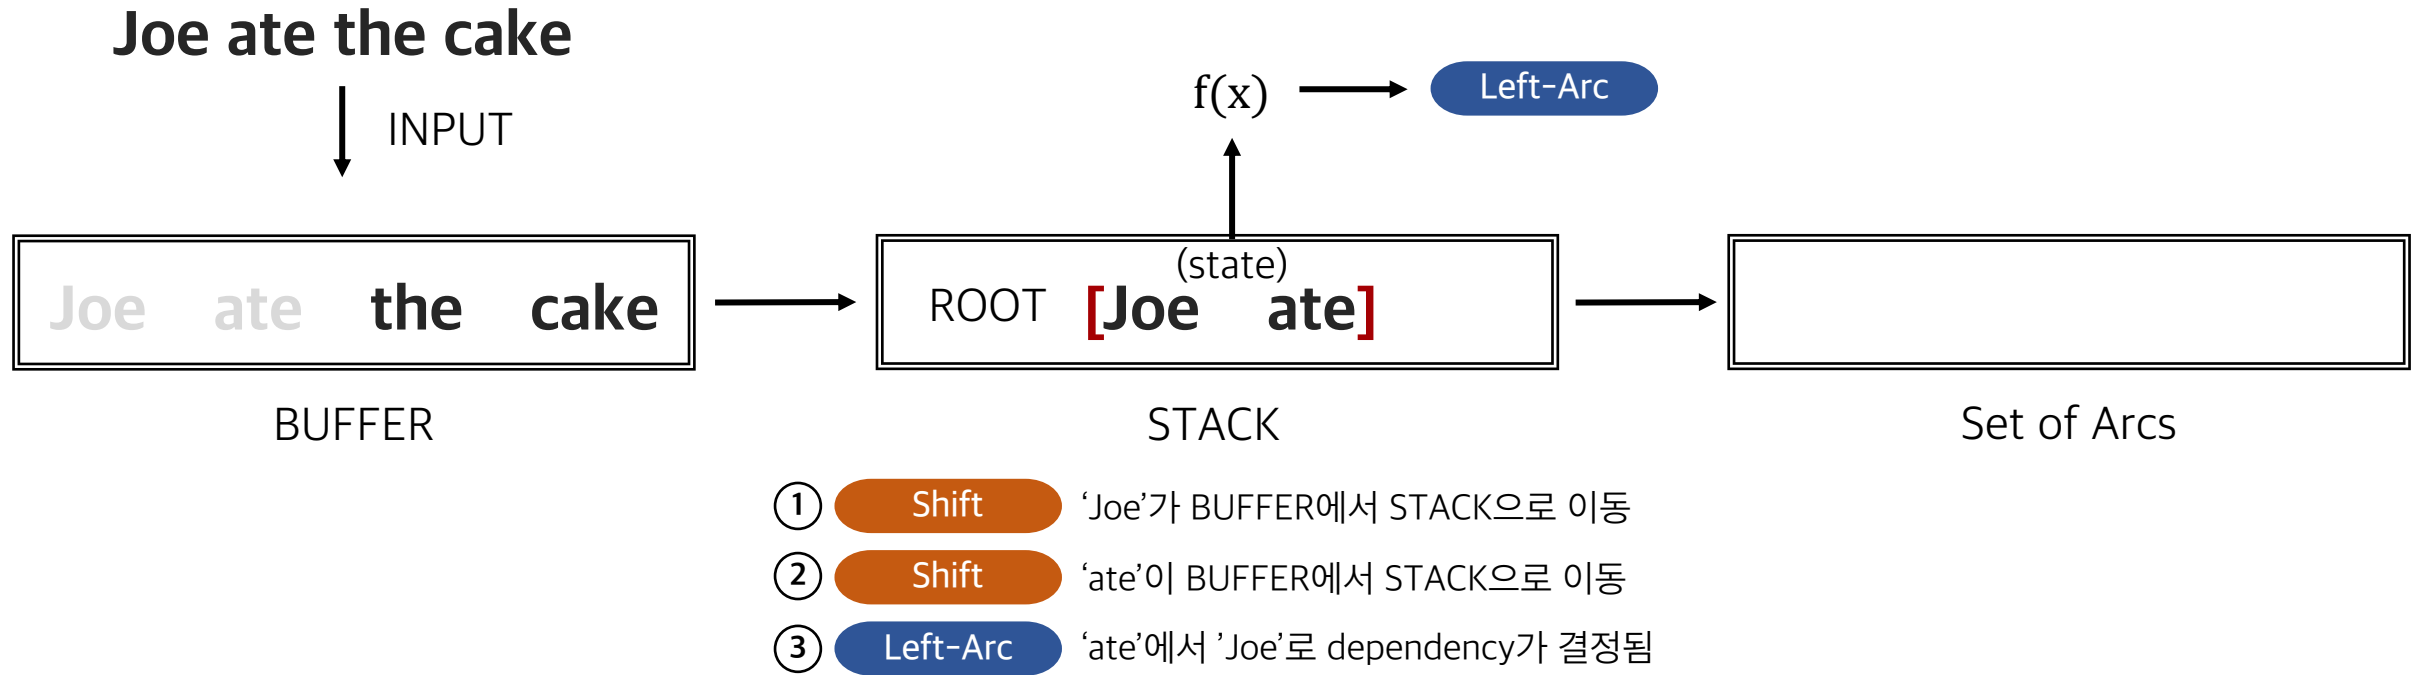 Joe ate the cake
INPUT
f(x)
Left-Arc
Joe ate the cake
(state)
ROOT [Joe ate]
BUFFER
STACK
Set of Arcs
1 Shift ‘Joe’가 BUFFER에서 STACK으로 이동
2 Shift ‘ate’이 BUFFER에서 STACK으로 이동
3 Left-Arc ‘ate’에서 ’Joe’로 dependency가 결정됨